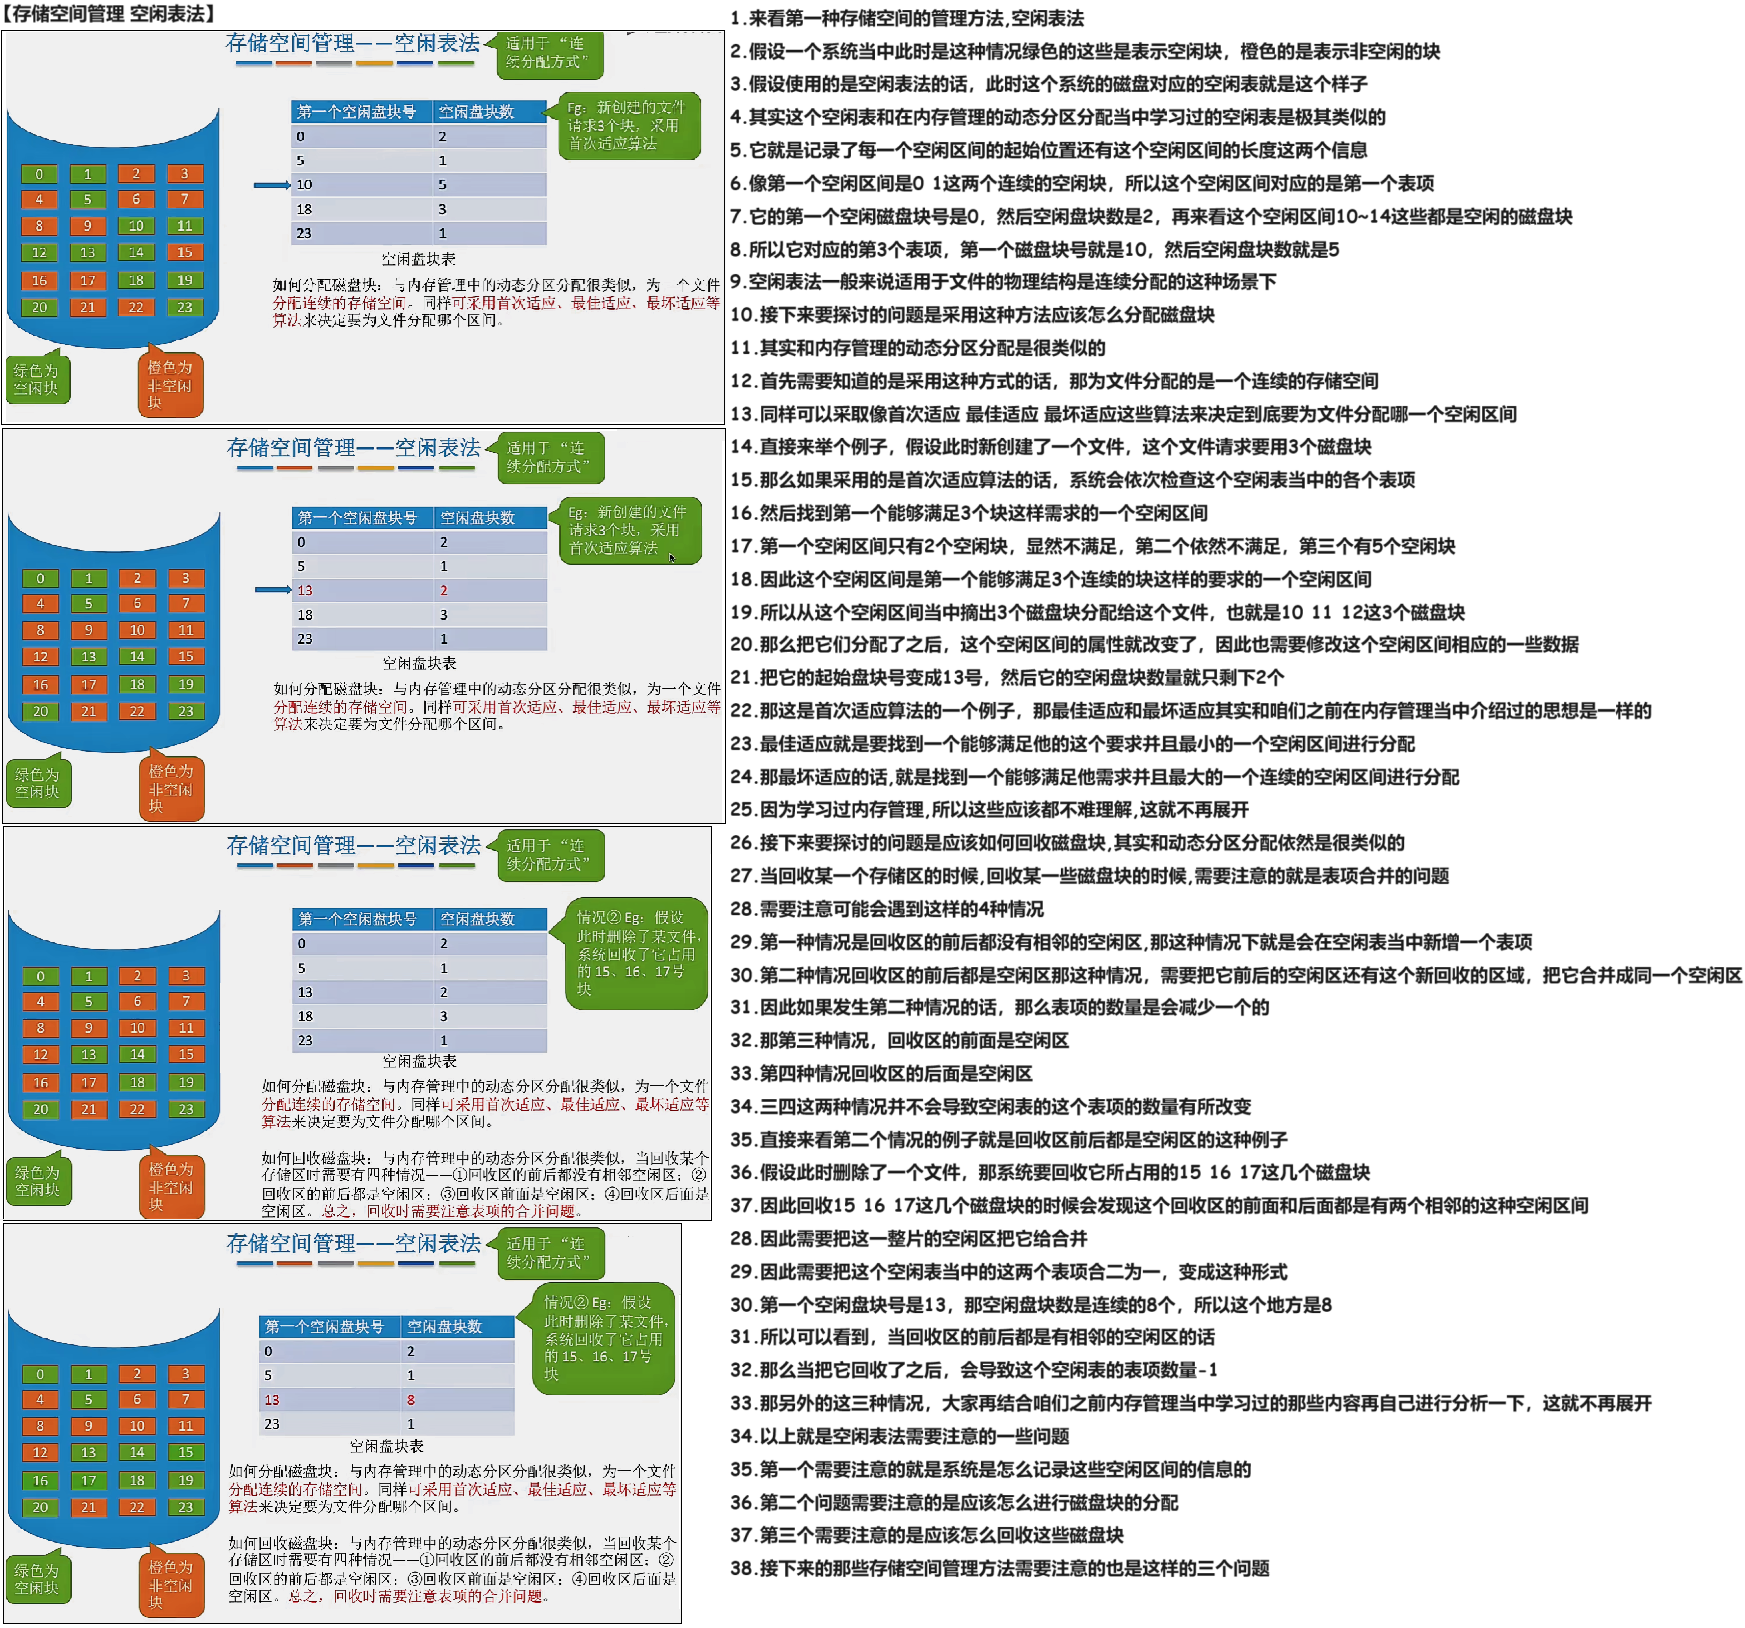 【存储空间管理 空闲表法】
存储空间管理——空闲表法
适用于“连
续分配方式”
第一个空闲盘块号 空闲盘块数
0 2
5 1
10 5
18 3
23 1
空闲盘块表
Eg：新创建的文件
请求3个块，采用
首次适应算法
0 1 2 3
4 5 6 7
8 9 10 11
12 13 14 15
16 17 18 19
20 21 22 23
绿色为
空闲块
橙色为
非空闲
块
如何分配磁盘块：与内存管理中的动态分区分配很类似，为一个文件
分配连续的存储空间。同样可采用首次适应、最佳适应、最坏适应等
算法来决定要为文件分配哪个区间。
存储空间管理——空闲表法
适用于“连
续分配方式”
第一个空闲盘块号 空闲盘块数
0 2
5 1
13 2
18 3
23 1
空闲盘块表
Eg：新创建的文件
请求3个块，采用
首次适应算法
0 1 2 3
4 5 6 7
8 9 10 11
12 13 14 15
16 17 18 19
20 21 22 23
绿色为
空闲块
橙色为
非空闲
块
如何分配磁盘块：与内存管理中的动态分区分配很类似，为一个文件
分配连续的存储空间。同样可采用首次适应、最佳适应、最坏适应等
算法来决定要为文件分配哪个区间。
存储空间管理——空闲表法
适用于“连
续分配方式”
第一个空闲盘块号 空闲盘块数
0 2
5 1
13 2
18 3
23 1
空闲盘块表
情况②Eg：假设
此时删除了某文件，
系统回收了它占用
的 15、16、17号
块
0 1 2 3
4 5 6 7
8 9 10 11
12 13 14 15
16 17 18 19
20 21 22 23
绿色为
空闲块
橙色为
非空闲
块
如何分配磁盘块：与内存管理中的动态分区分配很类似，为一个文件
分配连续的存储空间。同样可采用首次适应、最佳适应、最坏适应等
算法来决定要为文件分配哪个区间。
如何回收磁盘块：与内存管理中的动态分区分配很类似，当回收某个
存储区时需要有四种情况——①回收区的前后都没有相邻空闲区；②
回收区的前后都是空闲区；③回收区前面是空闲区；④回收区后面是
空闲区。总之，回收时需要注意表项的合并问题。
存储空间管理——空闲表法
适用于“连
续分配方式”
第一个空闲盘块号 空闲盘块数
0 2
5 1
13 8
23 1
空闲盘块表
情况②Eg：假设
此时删除了某文件，
系统回收了它占用
的 15、16、17号
块
0 1 2 3
4 5 6 7
8 9 10 11
12 13 14 15
16 17 18 19
20 21 22 23
绿色为
空闲块
橙色为
非空闲
块
如何分配磁盘块：与内存管理中的动态分区分配很类似，为一个文件
分配连续的存储空间。同样可采用首次适应、最佳适应、最坏适应等
算法来决定要为文件分配哪个区间。
如何回收磁盘块：与内存管理中的动态分区分配很类似，当回收某个
存储区时需要有四种情况——①回收区的前后都没有相邻空闲区；②
回收区的前后都是空闲区；③回收区前面是空闲区；④回收区后面是
空闲区。总之，回收时需要注意表项的合并问题。
1.来看第一种存储空间的管理方法,空闲表法
2.假设一个系统当中此时是这种情况绿色的这些是表示空闲块，橙色的是表示非空闲的块
3.假设使用的是空闲表法的话，此时这个系统的磁盘对应的空闲表就是这个样子
4.其实这个空闲表和在内存管理的动态分区分配当中学习过的空闲表是极其类似的
5.它就是记录了每一个空闲区间的起始位置还有这个空闲区间的长度这两个信息
6.像第一个空闲区间是0 1这两个连续的空闲块，所以这个空闲区间对应的是第一个表项
7.它的第一个空闲磁盘块号是0，然后空闲盘块数是2，再来看这个空闲区间10~14这些都是空闲的磁盘块
8.所以它对应的第3个表项，第一个磁盘块号就是10，然后空闲盘块数就是5
9.空闲表法一般来说适用于文件的物理结构是连续分配的这种场景下
10.接下来要探讨的问题是采用这种方法应该怎么分配磁盘块
11.其实和内存管理的动态分区分配是很类似的
12.首先需要知道的是采用这种方式的话，那为文件分配的是一个连续的存储空间
13.同样可以采取像首次适应 最佳适应 最坏适应这些算法来决定到底要为文件分配哪一个空闲区间
14.直接来举个例子，假设此时新创建了一个文件，这个文件请求要用3个磁盘块
15.那么如果采用的是首次适应算法的话，系统会依次检查这个空闲表当中的各个表项
16.然后找到第一个能够满足3个块这样需求的一个空闲区间
17.第一个空闲区间只有2个空闲块，显然不满足，第二个依然不满足，第三个有5个空闲块
18.因此这个空闲区间是第一个能够满足3个连续的块这样的要求的一个空闲区间
19.所以从这个空闲区间当中摘出3个磁盘块分配给这个文件，也就是10 11 12这3个磁盘块
20.那么把它们分配了之后，这个空闲区间的属性就改变了，因此也需要修改这个空闲区间相应的一些数据
21.把它的起始盘块号变成13号，然后它的空闲盘块数量就只剩下2个
22.那这是首次适应算法的一个例子，那最佳适应和最坏适应其实和咱们之前在内存管理当中介绍过的思想是一样的
23.最佳适应就是要找到一个能够满足他的这个要求并且最小的一个空闲区间进行分配
24.那最坏适应的话,就是找到一个能够满足他需求并且最大的一个连续的空闲区间进行分配
25.因为学习过内存管理,所以这些应该都不难理解,这就不再展开
26.接下来要探讨的问题是应该如何回收磁盘块,其实和动态分区分配依然是很类似的
27.当回收某一个存储区的时候,回收某一些磁盘块的时候,需要注意的就是表项合并的问题
28.需要注意可能会遇到这样的4种情况
29.第一种情况是回收区的前后都没有相邻的空闲区,那这种情况下就是会在空闲表当中新增一个表项
30.第二种情况回收区的前后都是空闲区那这种情况，需要把它前后的空闲区还有这个新回收的区域，把它合并成同一个空闲区
31.因此如果发生第二种情况的话，那么表项的数量是会减少一个的
32.那第三种情况，回收区的前面是空闲区
33.第四种情况回收区的后面是空闲区
34.三四这两种情况并不会导致空闲表的这个表项的数量有所改变
35.直接来看第二个情况的例子就是回收区前后都是空闲区的这种例子
36.假设此时删除了一个文件，那系统要回收它所占用的15 16 17这几个磁盘块
37.因此回收15 16 17这几个磁盘块的时候会发现这个回收区的前面和后面都是有两个相邻的这种空闲区间
28.因此需要把这一整片的空闲区把它给合并
29.因此需要把这个空闲表当中的这两个表项合二为一，变成这种形式
30.第一个空闲盘块号是13，那空闲盘块数是连续的8个，所以这个地方是8
31.所以可以看到，当回收区的前后都是有相邻的空闲区的话
32.那么当把它回收了之后，会导致这个空闲表的表项数量-1
33.那另外的这三种情况，大家再结合咱们之前内存管理当中学习过的那些内容再自己进行分析一下，这就不再展开
34.以上就是空闲表法需要注意的一些问题
35.第一个需要注意的就是系统是怎么记录这些空闲区间的信息的
36.第二个问题需要注意的是应该怎么进行磁盘块的分配
37.第三个需要注意的是应该怎么回收这些磁盘块
38.接下来的那些存储空间管理方法需要注意的也是这样的三个问题